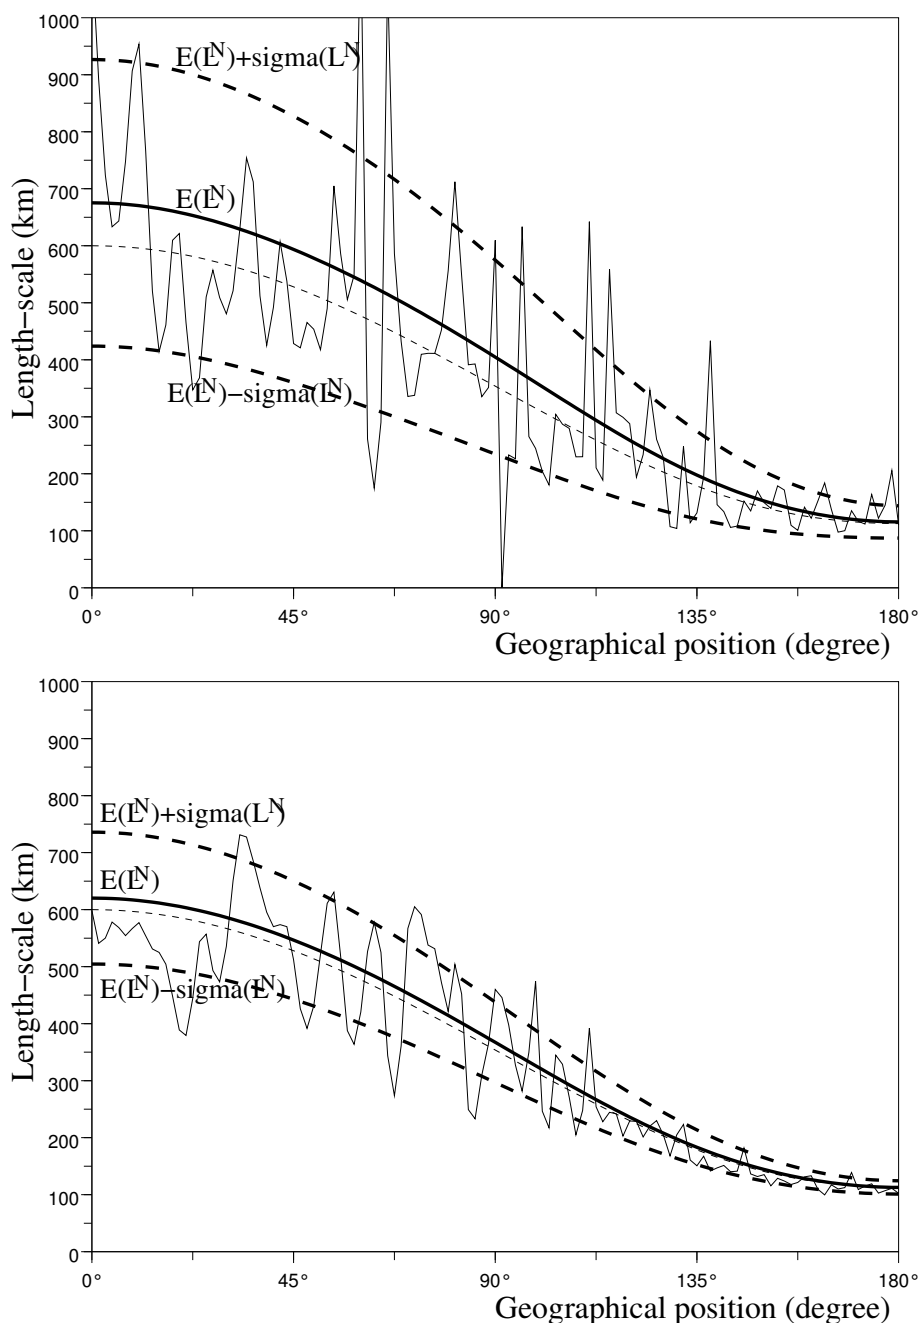 1000
900
800
700
600
500
400
300
200
100
0
Length−scale (km)
E(L^N)+sigma(L^N)
E(L^N)
E(L^N)−sigma(L^N)
0° 45° 90° 135° 180°
Geographical position (degree)
1000
900
800
700
600
500
400
300
200
100
0
Length−scale (km)
E(L^N)+sigma(L^N)
E(L^N)
E(L^N)−sigma(L^N)
0° 45° 90° 135° 180°
Geographical position (degree)